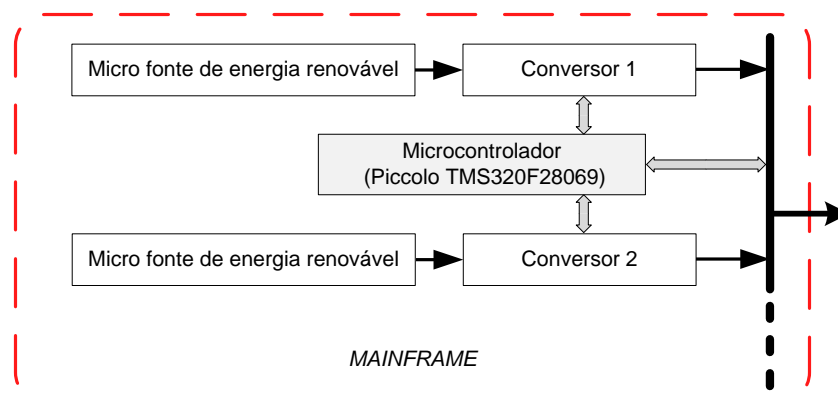 Micro fonte de energia renovável
Conversor 1
Microcontrolador
(Piccolo TMS320F28069)
Micro fonte de energia renovável
Conversor 2
MAINFRAME